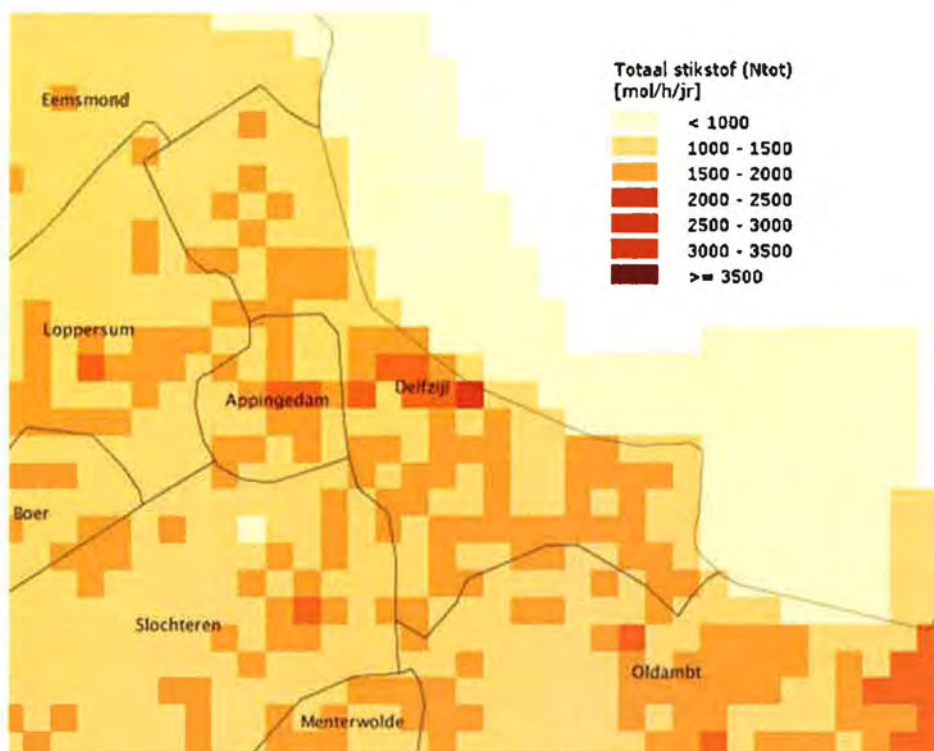 Totaal stikstof (Ntot)
[mol/h/jr]
< 1000
1000 - 1500
1500 - 2000
2000 - 2500
2500 - 3000
3000 - 3500
>= 3500
Eemsmond
Loppersum
Delfzijl
Appingedam
Boer
Slochteren
Oldambt
Menterwolde